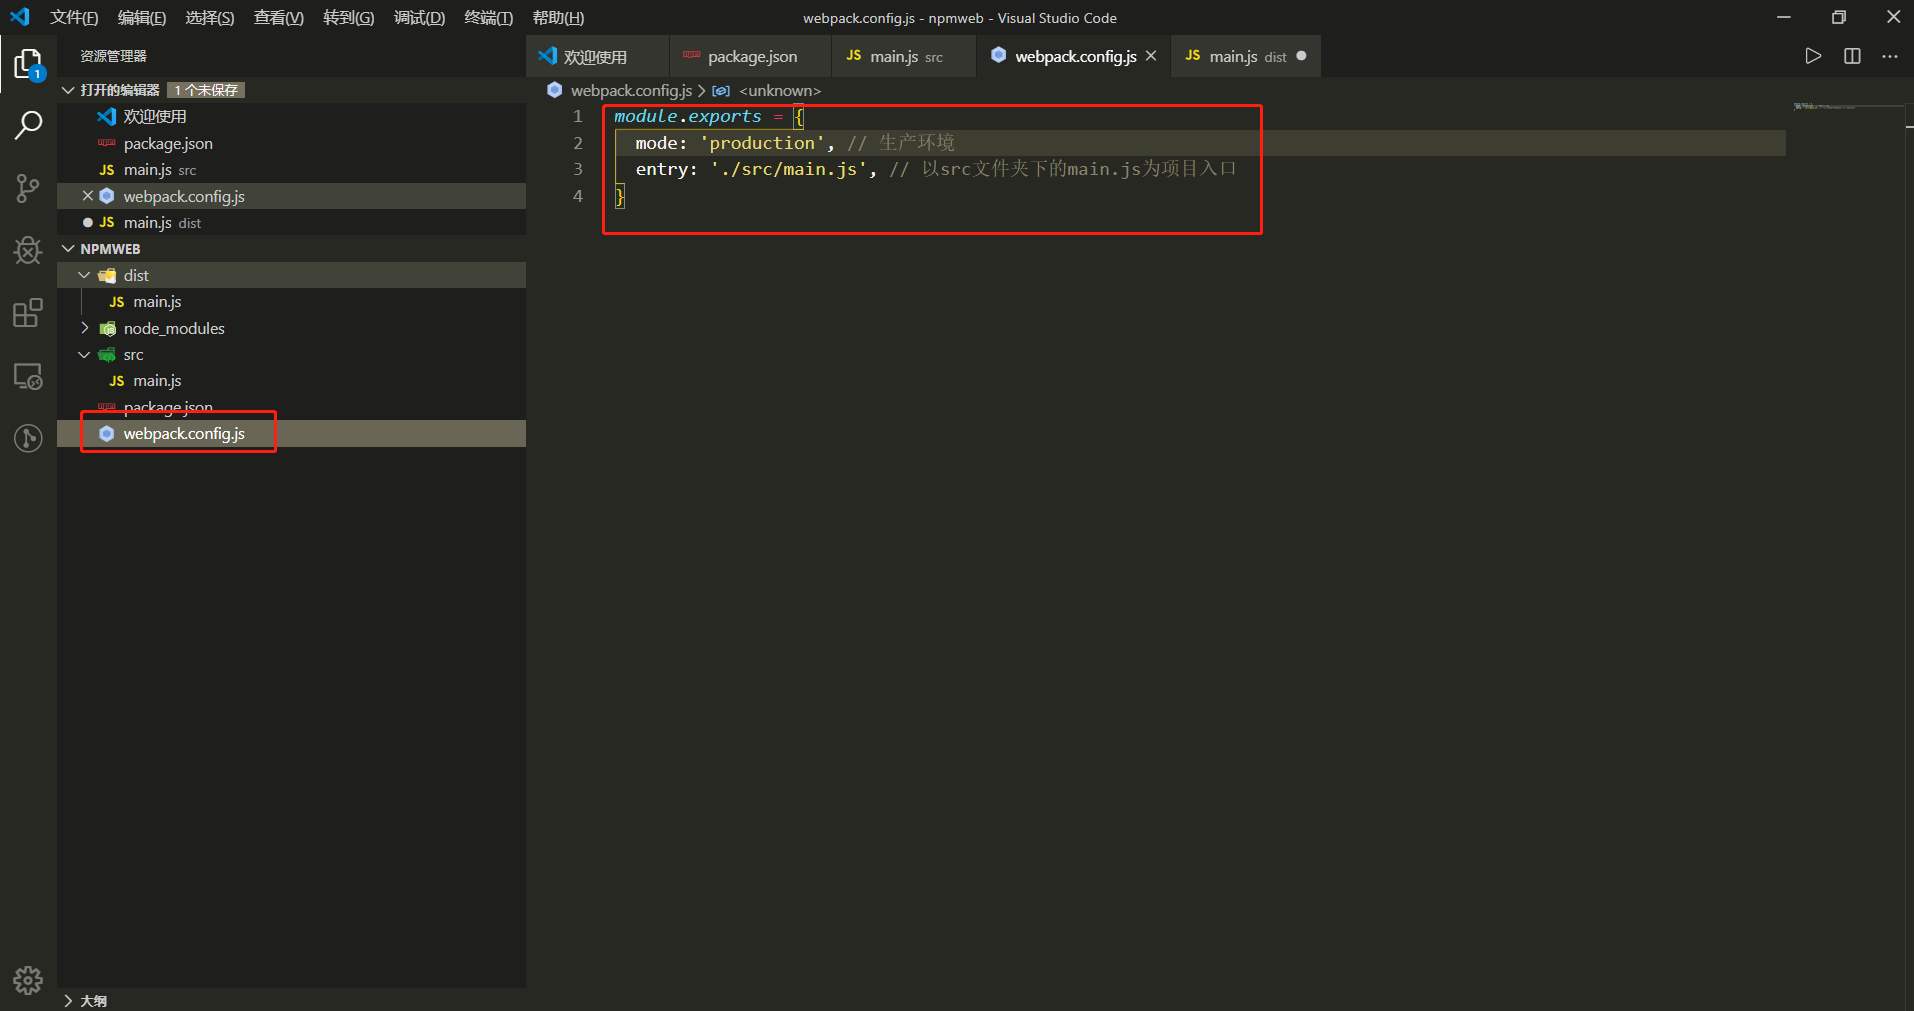 文件(F) 编辑(E) 选择(S) 查看(V) 转到(G) 调试(D) 终端(T) 帮助(H) webpack.config.js - npmweb - Visual Studio Code
资源管理器
欢迎使用 package.json JS main.js src webpack.config.js JS main.js dist
1
打开的编辑器 1 个未保存
欢迎使用
package.json
JS main.js src
webpack.config.js
JS main.js dist
NPMWEB
dist
JS main.js
node_modules
src
JS main.js
package.json
webpack.config.js
大纲
webpack.config.js > <unknown>
1 module.exports = {
2 mode: 'production', // 生产环境
3 entry: './src/main.js', // 以src文件夹下的main.js为项目入口
4 }